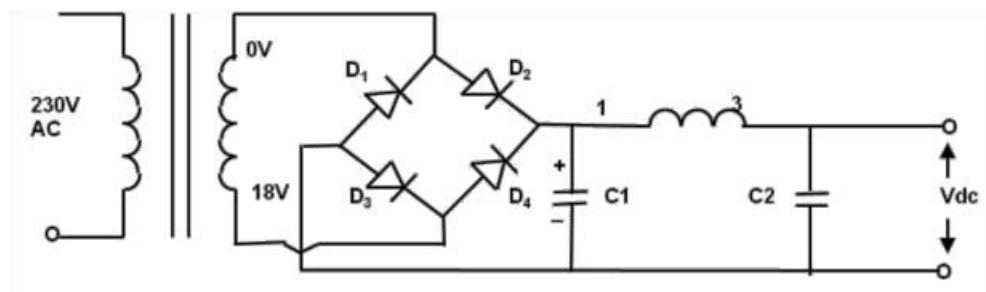 0V
D1
D2
230V
AC
1
3
18V
D3
D4
+
–
C1
C2
Vdc